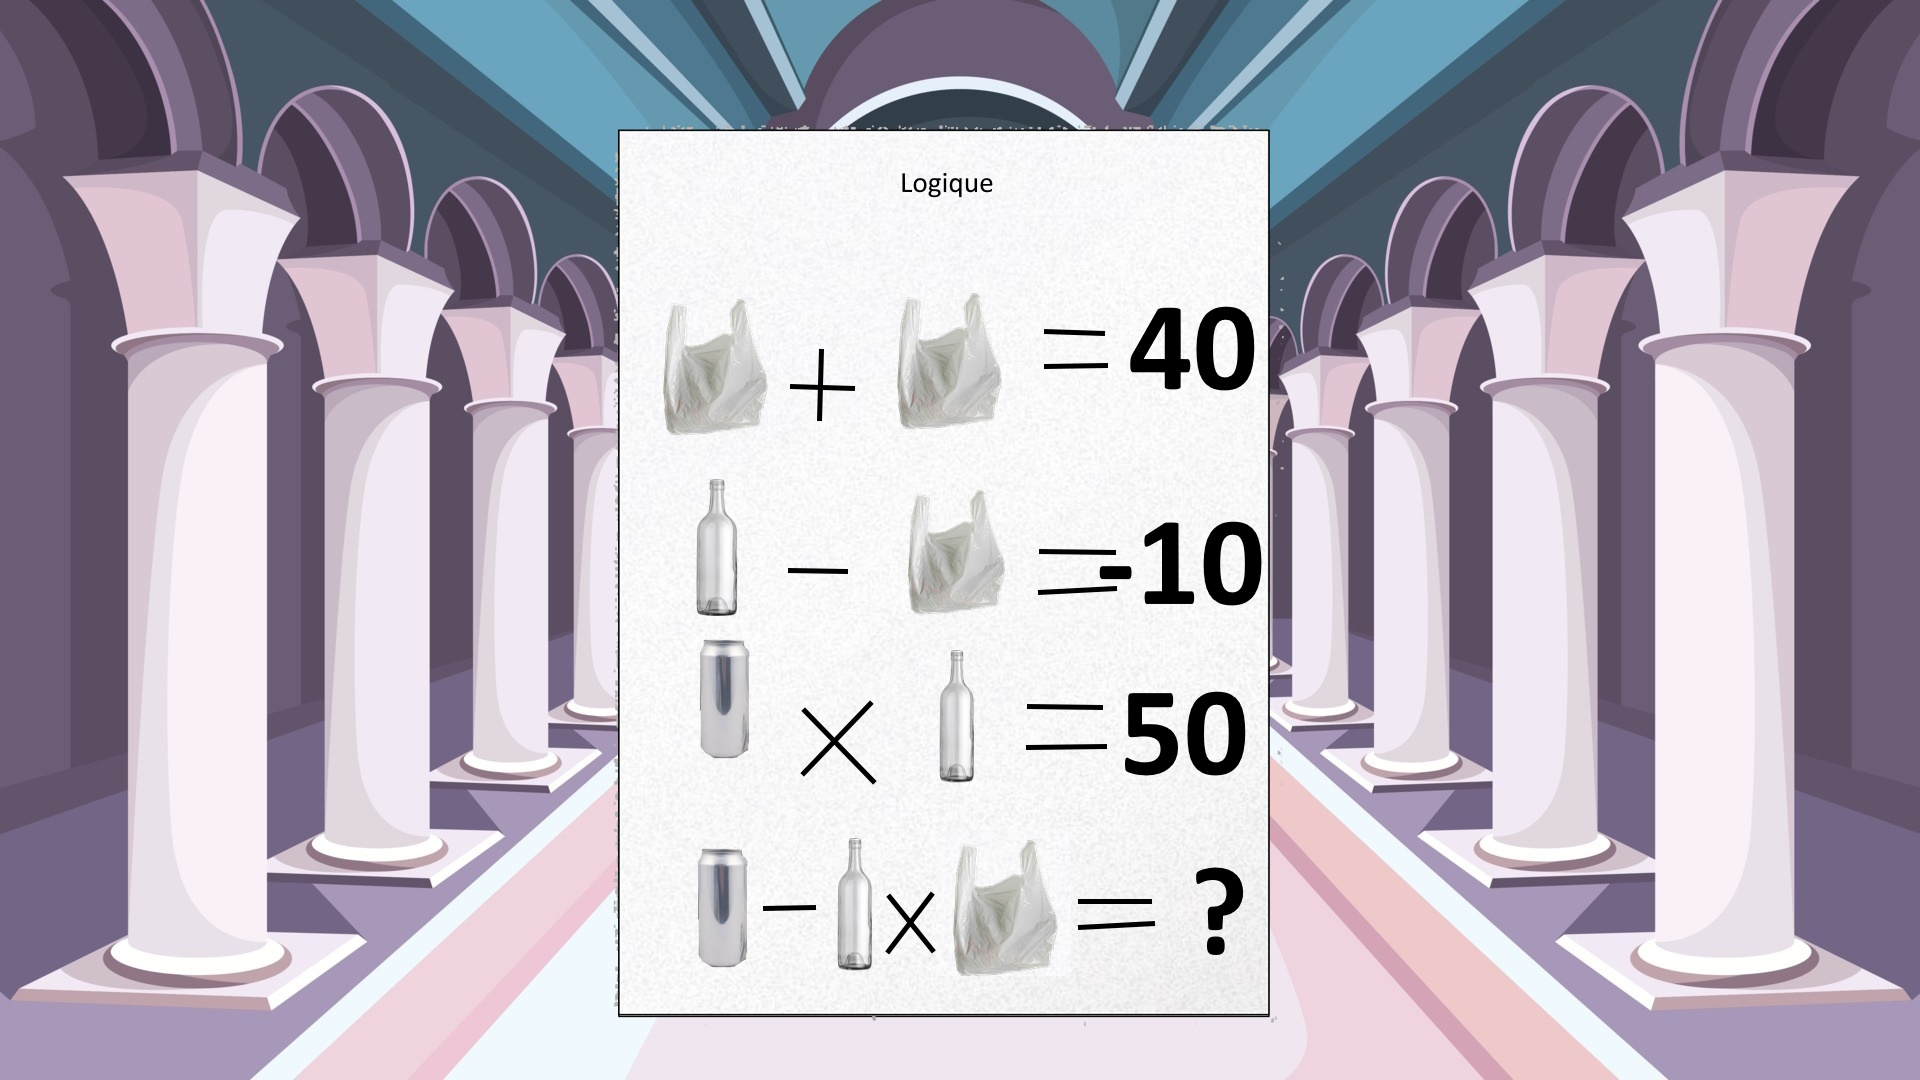 Logique
+ = 40
- = -10
× = 50
- × = ?